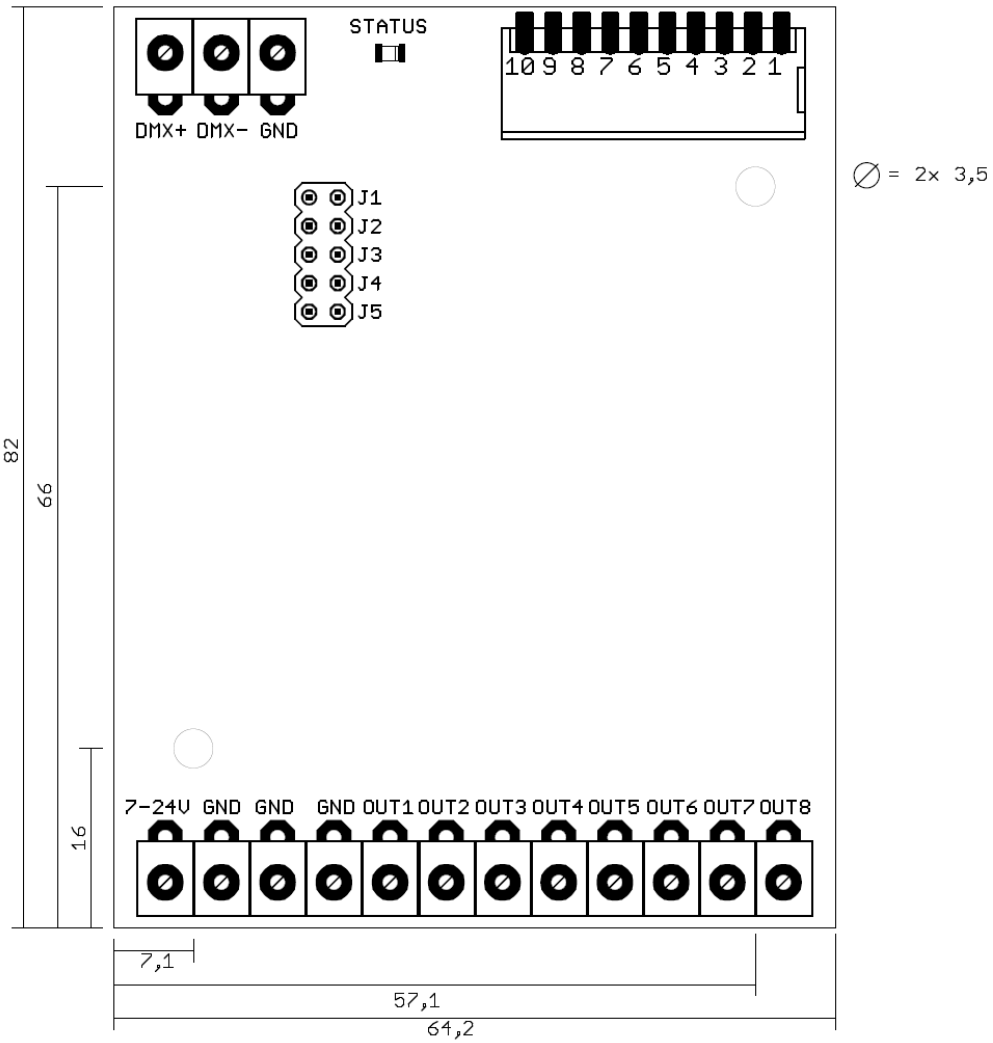 STATUS
10 9 8 7 6 5 4 3 2 1
DMX+ DMX- GND
= 2x 3,5
J1
J2
J3
J4
J5
82
66
16
7-24V GND GND GND OUT1 OUT2 OUT3 OUT4 OUT5 OUT6 OUT7 OUT8
7,1
57,1
64,2